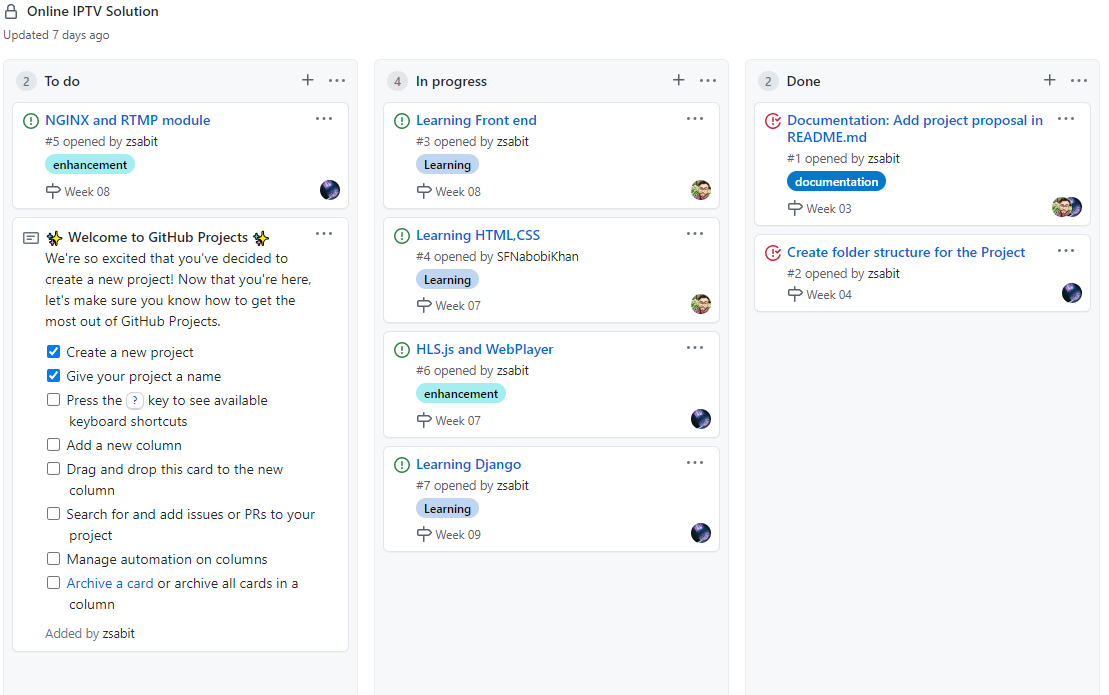 Online IPTV Solution
Updated 7 days ago
2 To do
NGINX and RTMP module
#5 opened by zsabit
enhancement
Week 08
✨ Welcome to GitHub Projects ✨
We're so excited that you've decided to
create a new project! Now that you're here,
let's make sure you know how to get the
most out of GitHub Projects.
Create a new project
Give your project a name
Press the ? key to see available
keyboard shortcuts
Add a new column
Drag and drop this card to the new
column
Search for and add issues or PRs to your
project
Manage automation on columns
Archive a card or archive all cards in a
column
Added by zsabit
4 In progress
Learning Front end
#3 opened by zsabit
Learning
Week 08
Learning HTML,CSS
#4 opened by SFNabobiKhan
Learning
Week 07
HLS.js and WebPlayer
#6 opened by zsabit
enhancement
Week 07
Learning Django
#7 opened by zsabit
Learning
Week 09
2 Done
Documentation: Add project proposal in
README.md
#1 opened by zsabit
documentation
Week 03
Create folder structure for the Project
#2 opened by zsabit
Week 04